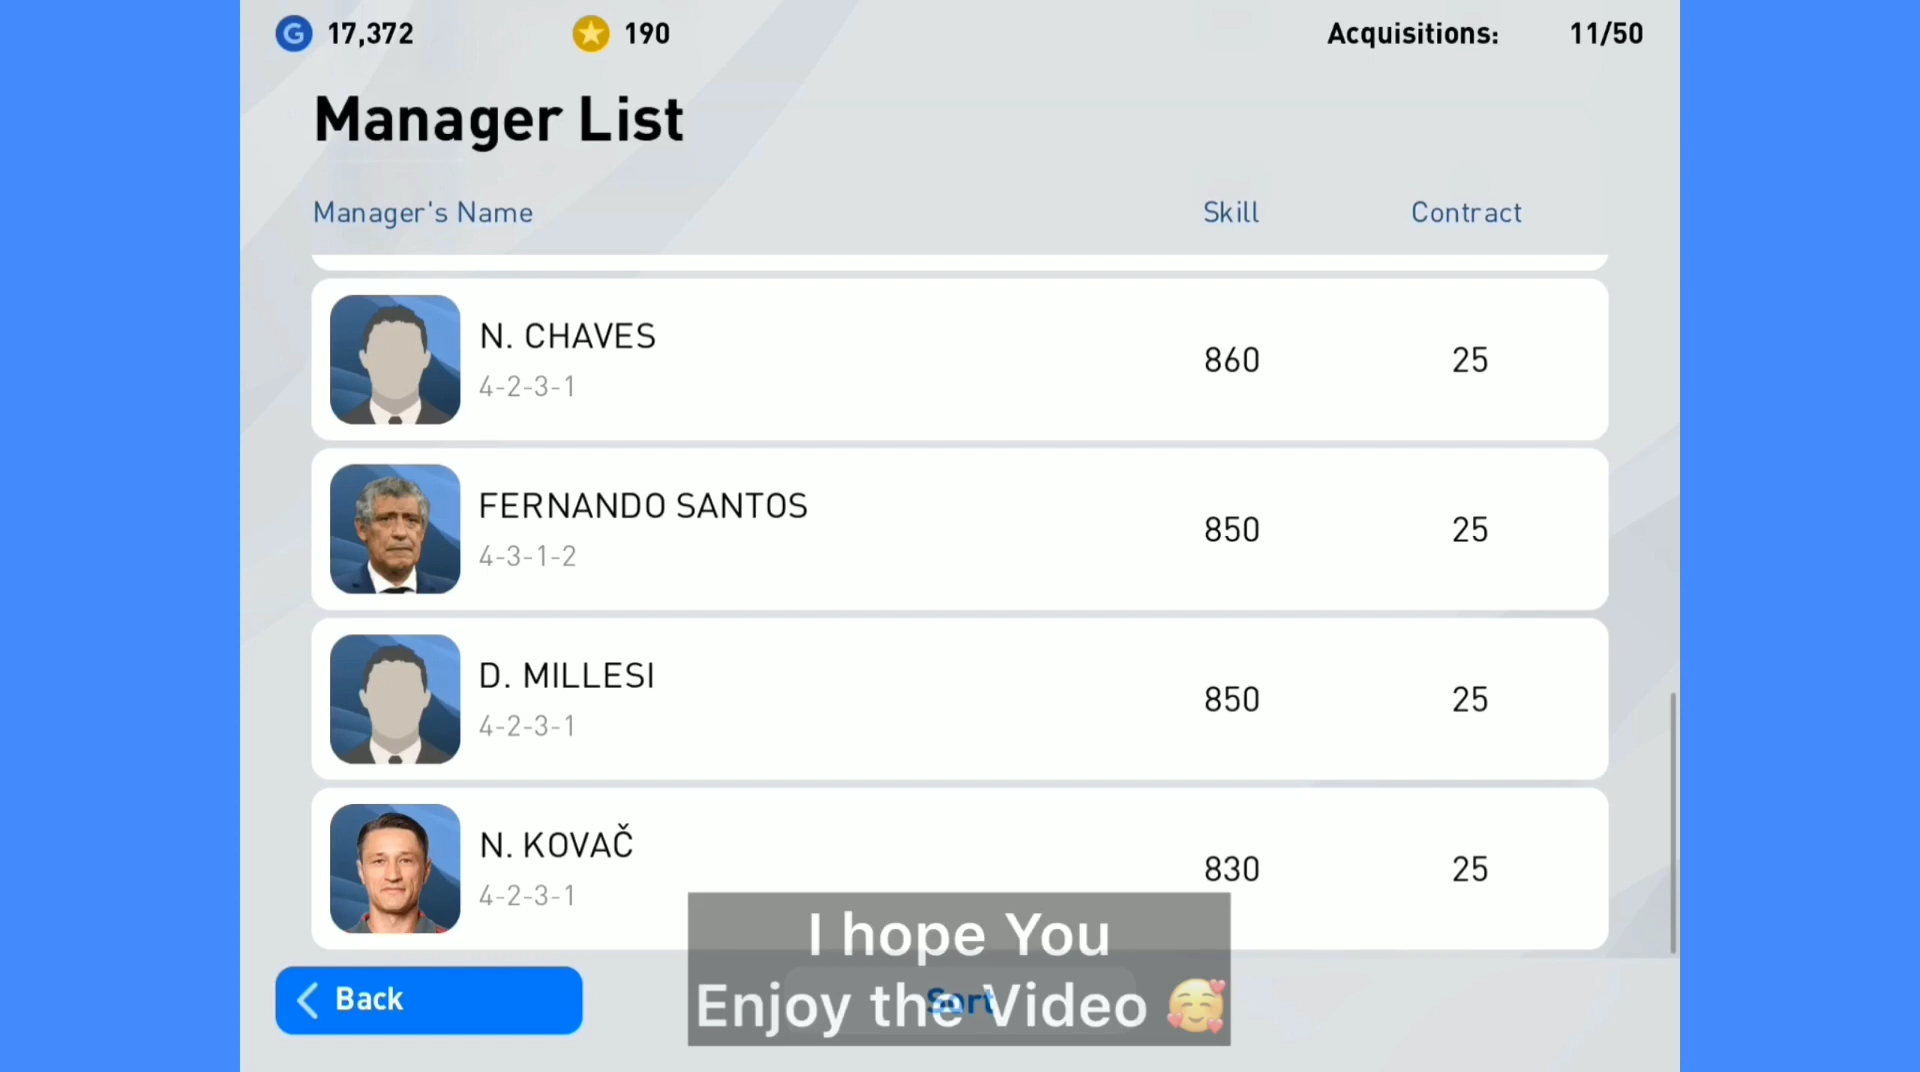 G 17,372 190 Acquisitions: 11/50
Manager List
Manager's Name Skill Contract
N. CHAVES
4-2-3-1
860 25
FERNANDO SANTOS
4-3-1-2
850 25
D. MILLESI
4-2-3-1
850 25
N. KOVAČ
4-2-3-1
830 25
I hope You
Enjoy the Video 🥰
Back
Sort